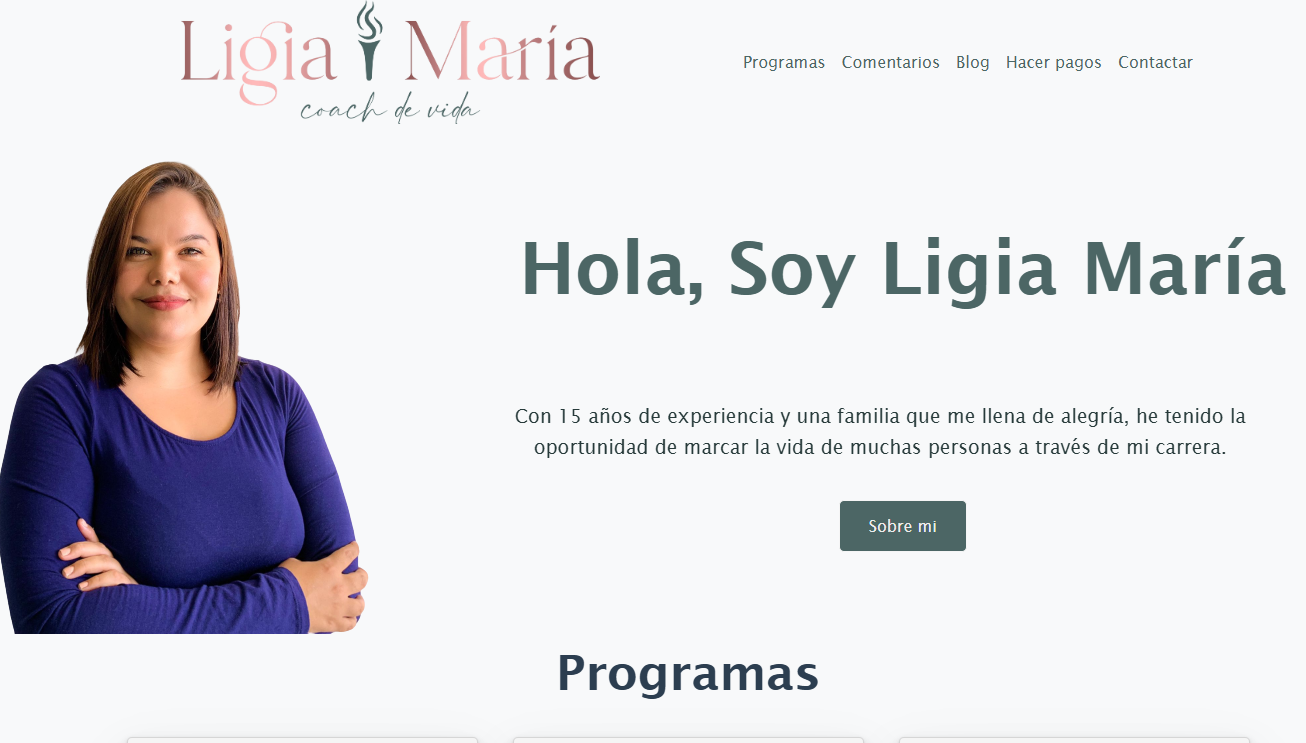 Ligia María
coach de vida
Programas Comentarios Blog Hacer pagos Contactar
Hola, Soy Ligia María
Con 15 años de experiencia y una familia que me llena de alegría, he tenido la
oportunidad de marcar la vida de muchas personas a través de mi carrera.
Sobre mi
Programas